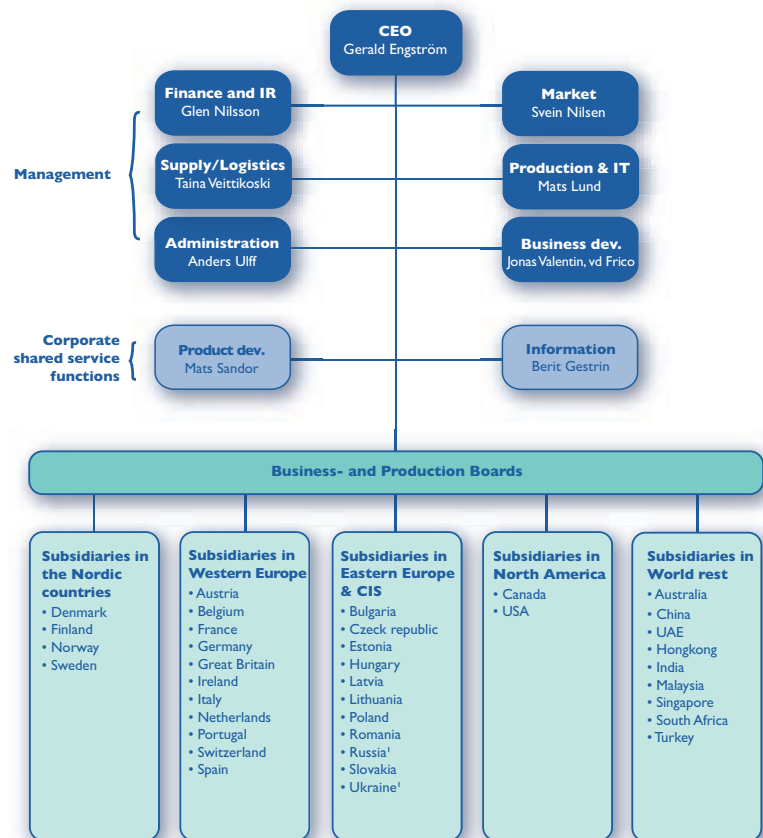 CEO
Gerald Engström
Finance and IR
Glen Nilsson
Market
Svein Nilsen
Management
Supply/Logistics
Taina Veittikoski
Production & IT
Mats Lund
Administration
Anders Ulff
Business dev.
Jonas Valentin, vd Frico
Corporate
shared service
functions
Product dev.
Mats Sandor
Information
Berit Gestrin
Business- and Production Boards
Subsidiaries in
the Nordic
countries
• Denmark
• Finland
• Norway
• Sweden
Subsidiaries in
Western Europe
• Austria
• Belgium
• France
• Germany
• Great Britain
• Ireland
• Italy
• Netherlands
• Portugal
• Switzerland
• Spain
Subsidiaries in
Eastern Europe
& CIS
• Bulgaria
• Czeck republic
• Estonia
• Hungary
• Latvia
• Lithuania
• Poland
• Romania
• Russia¹
• Slovakia
• Ukraine¹
Subsidiaries in
North America
• Canada
• USA
Subsidiaries in
World rest
• Australia
• China
• UAE
• Hongkong
• India
• Malaysia
• Singapore
• South Africa
• Turkey